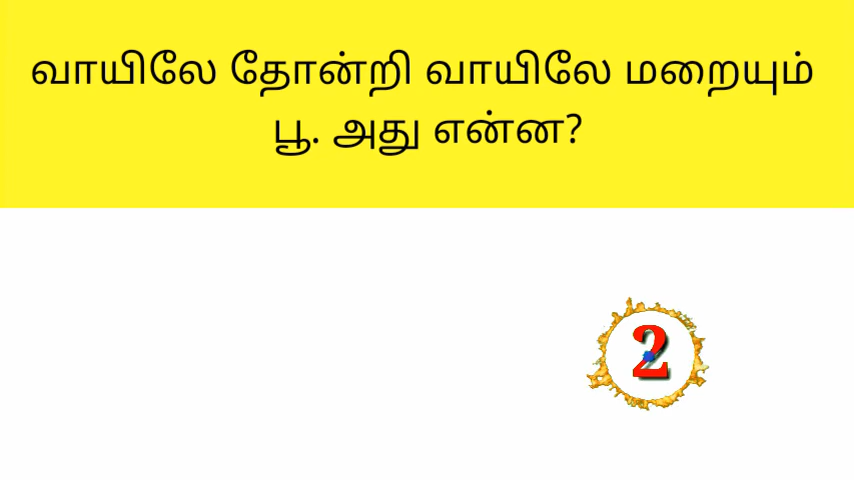 வாயிலே தோன்றி வாயிலே மறையும்
பூ. அது என்ன?
2